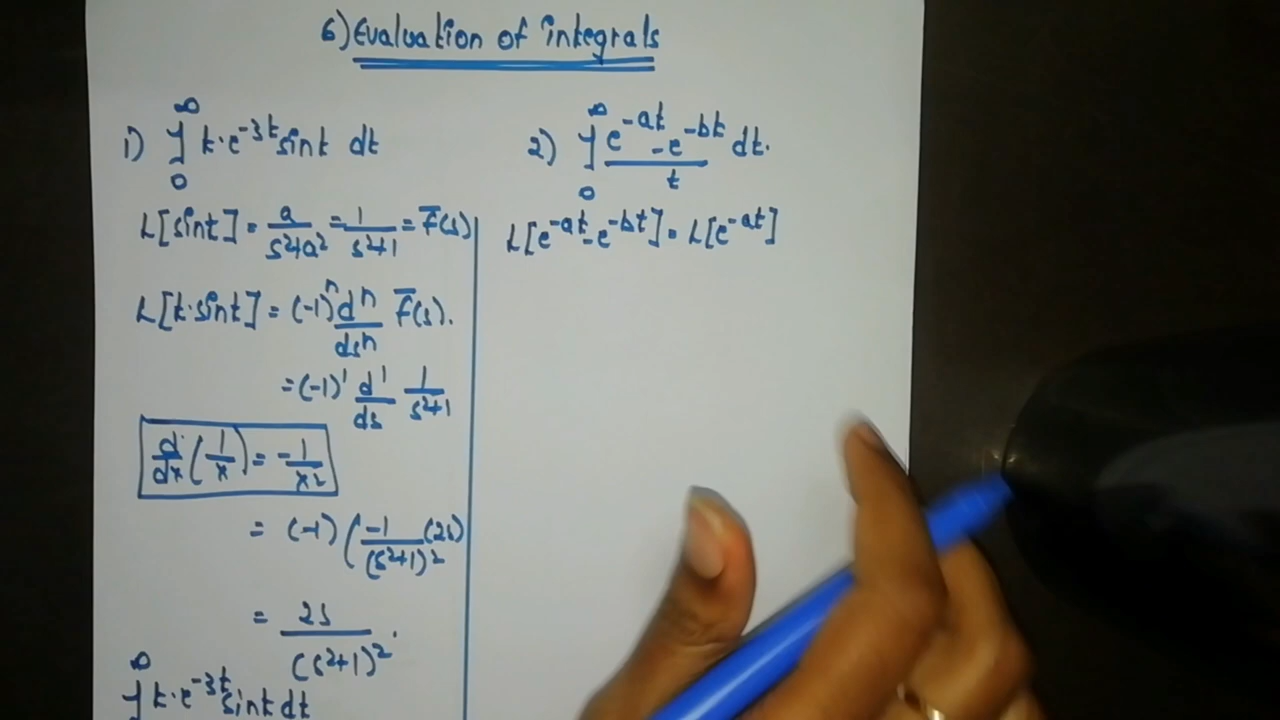 6) Evaluation of integrals
1) ∫₀^∞ t·e^{-3t} sint dt
L[sint] = a/(s²+a²) = 1/(s²+1) = F̄(s)
L[t·sint] = (-1)ⁿ dⁿ/dsⁿ F̄(s).
= (-1)¹ d¹/ds 1/(s²+1)
d/dx (1/x) = -1/x²
= (-1) (-1/(s²+1)² (2s)
= 2s/(s²+1)².
∫^∞ t·e^{-3t} sint dt
2) ∫₀^∞ (e^{-at} - e^{-bt})/t dt.
L[e^{-at} - e^{-bt}] = L[e^{-at}]